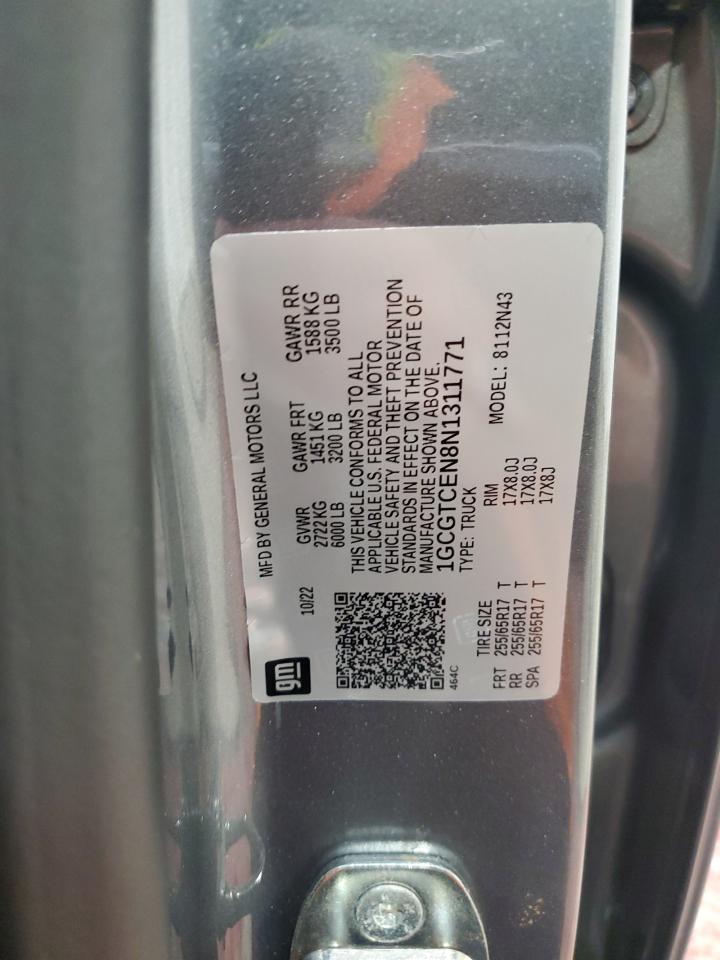 gm
MFD BY GENERAL MOTORS LLC
10/22
GVWR
2722 KG
6000 LB
GAWR FRT
1451 KG
3200 LB
GAWR RR
1588 KG
3500 LB
THIS VEHICLE CONFORMS TO ALL
APPLICABLE U.S. FEDERAL MOTOR
VEHICLE SAFETY AND THEFT PREVENTION
STANDARDS IN EFFECT ON THE DATE OF
MANUFACTURE SHOWN ABOVE.
1GCGTCEN8N1311771
464C
TYPE: TRUCK
TIRE SIZE RIM MODEL: 8112N43
FRT 255/65R17 T 17X8.0J
RR 255/65R17 T 17X8.0J
SPA 255/65R17 T 17X8J